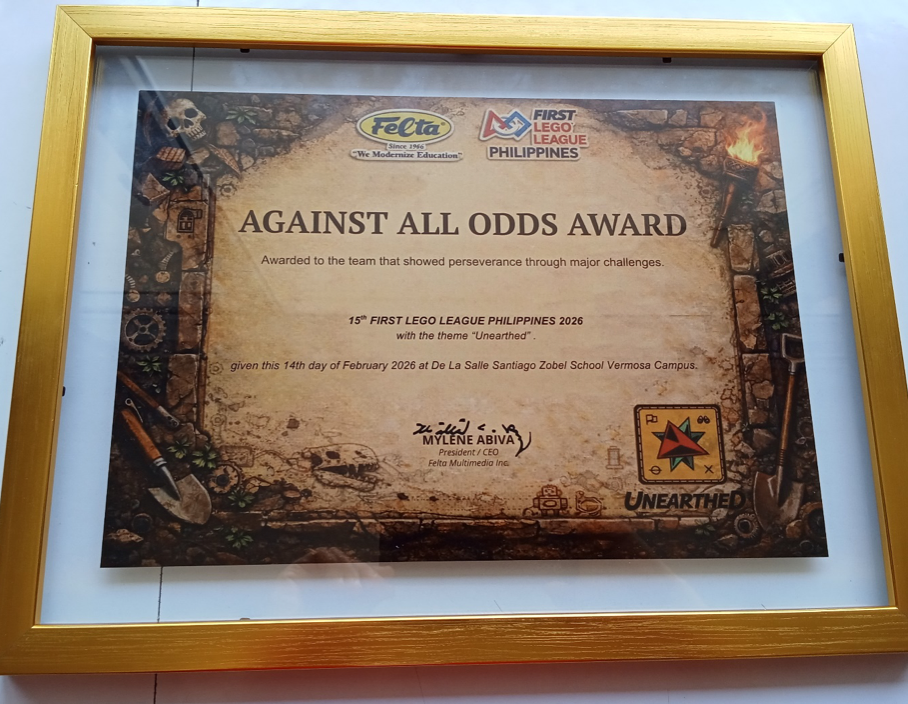 Felta
Since 1966
"We Modernize Education"
FIRST
LEGO
LEAGUE
PHILIPPINES
AGAINST ALL ODDS AWARD
Awarded to the team that showed perseverance through major challenges.
15th FIRST LEGO LEAGUE PHILIPPINES 2026
with the theme “Unearthed” .
given this 14th day of February 2026 at De La Salle Santiago Zobel School Vermosa Campus.
MYLENE ABIVA
President / CEO
Felta Multimedia Inc.
UNEARTHED